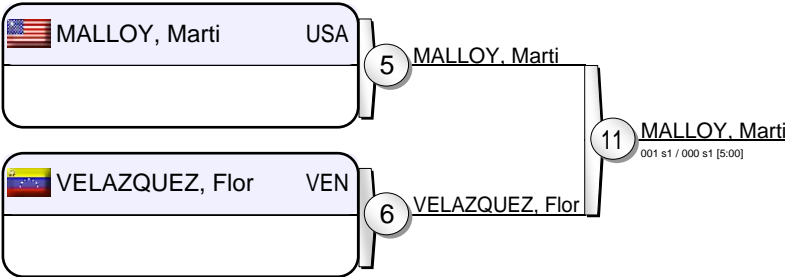 MALLOY, Marti USA
5
MALLOY, Marti
11
MALLOY, Marti
001 s1 / 000 s1 [5:00]
VELAZQUEZ, Flor VEN
6
VELAZQUEZ, Flor